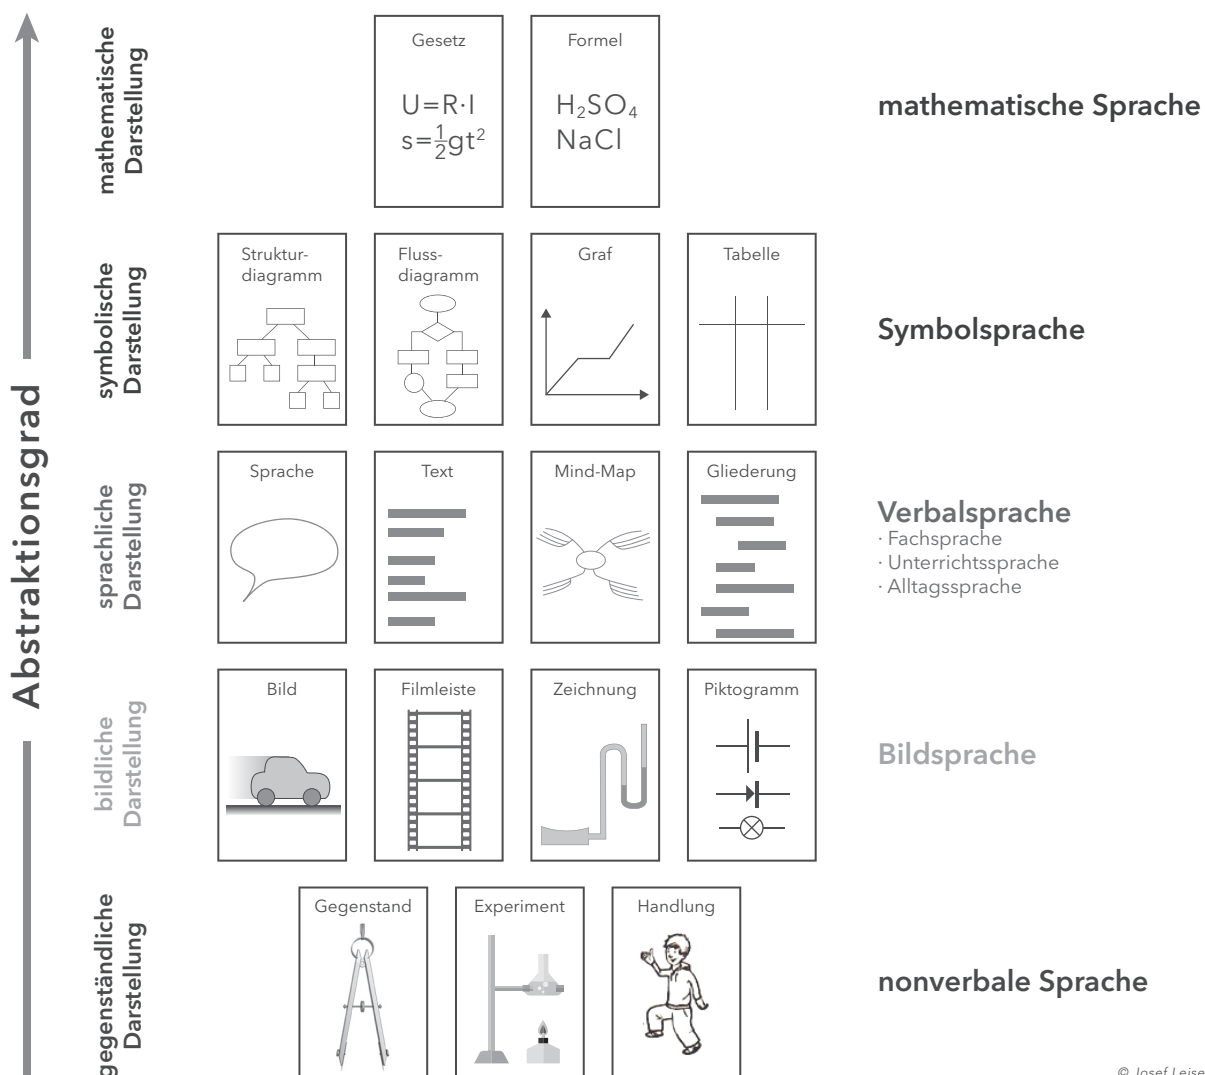 Abstraktionsgrad
mathematische
Darstellung
Gesetz
U=R·I
s=½gt²
Formel
H₂SO₄
NaCl
mathematische Sprache
symbolische
Darstellung
Struktur-
diagramm
Fluss-
diagramm
Graf
Tabelle
Symbolsprache
sprachliche
Darstellung
Sprache
Text
Mind-Map
Gliederung
Verbalsprache
· Fachsprache
· Unterrichtssprache
· Alltagssprache
bildliche
Darstellung
Bild
Filmleiste
Zeichnung
Piktogramm
Bildsprache
gegenständliche
Darstellung
Gegenstand
Experiment
Handlung
nonverbale Sprache
© Josef Leise